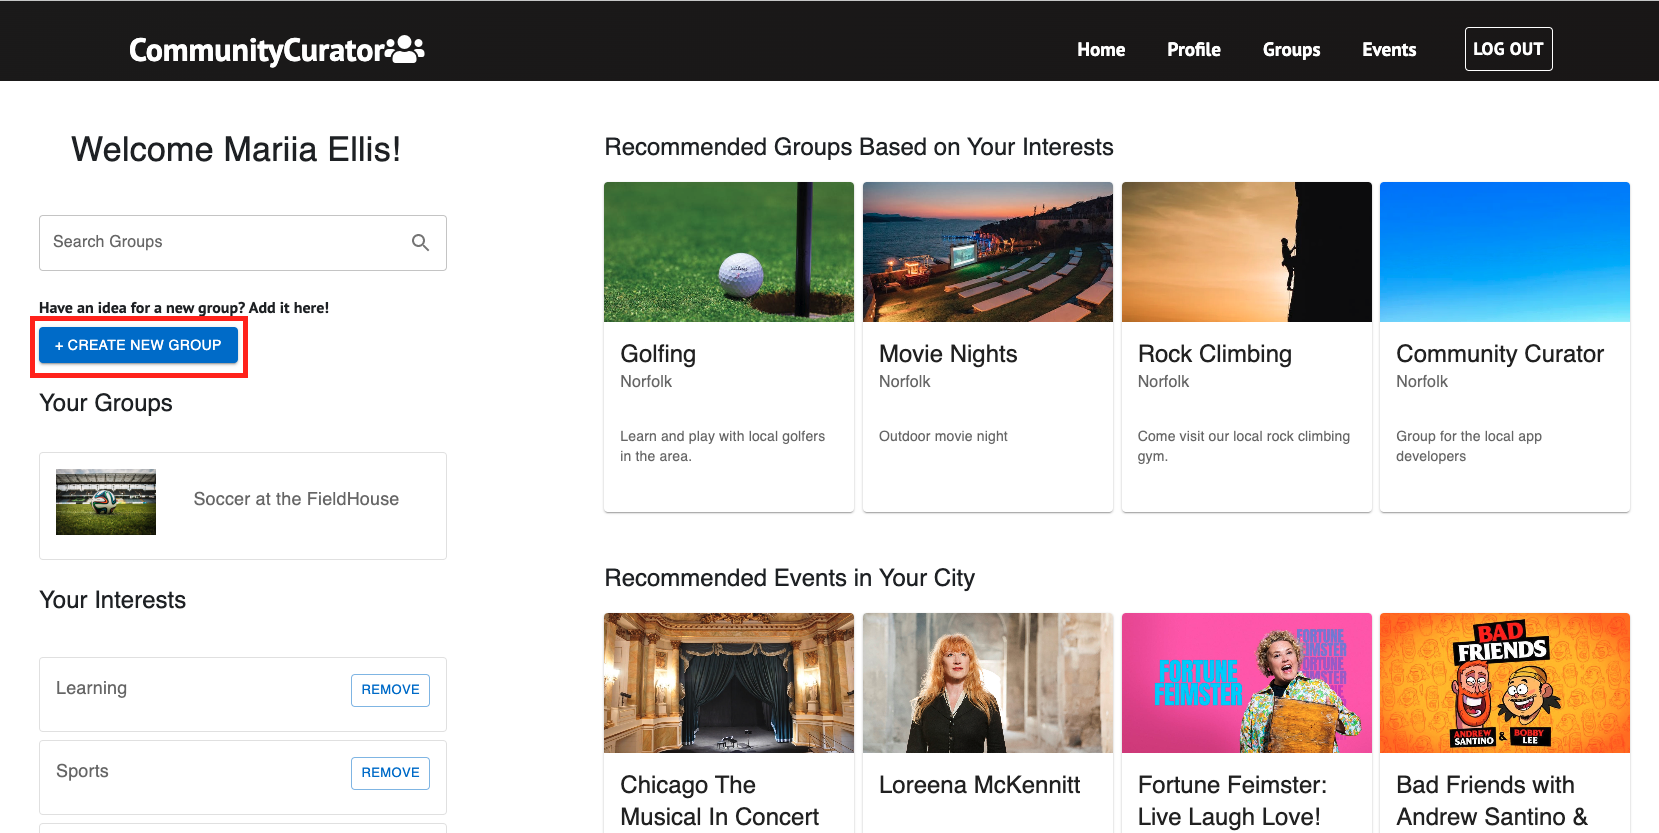 CommunityCurator
Home
Profile
Groups
Events
LOG OUT
Welcome Mariia Ellis!
Search Groups
Have an idea for a new group? Add it here!
+ CREATE NEW GROUP
Your Groups
Soccer at the FieldHouse
Your Interests
Learning
REMOVE
Sports
REMOVE
Recommended Groups Based on Your Interests
Golfing
Norfolk
Learn and play with local golfers
in the area.
Movie Nights
Norfolk
Outdoor movie night
Rock Climbing
Norfolk
Come visit our local rock climbing
gym.
Community Curator
Norfolk
Group for the local app
developers
Recommended Events in Your City
Chicago The
Musical In Concert
Loreena McKennitt
FORTUNE
FEIMSTER
FORTUNE
FEIMSTER
FORTUNE
FEIMSTER
Fortune Feimster:
Live Laugh Love!
BAD
FRIENDS
ANDREW
SANTINO
&
BOBBY
LEE
Bad Friends with
Andrew Santino &